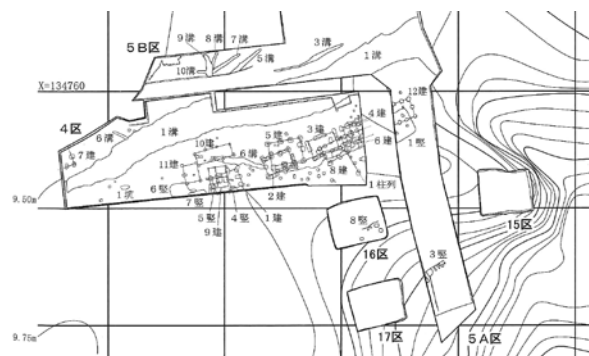 5B区
9溝
8溝
7溝
10溝
5溝
3溝
1溝
X=134760
4区
6溝
7建
1溝
10建
11建
6溝
5建
3建
4建
12建
6建
1竪
8建
1坑
6竪
7竪
2建
1柱列
5竪
4竪
1建
9建
9.50m
8竪
15区
16区
3竪
17区
9.75m
5A区